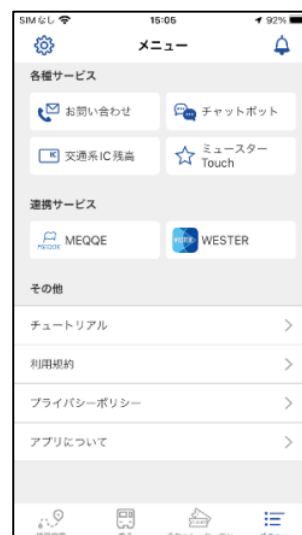 SIMなし 15:05 92%
メニュー
各種サービス
お問い合わせ チャットボット
交通系IC残高 ミュースター
Touch
連携サービス
MEQQE WESTER
その他
チュートリアル
利用規約
プライバシーポリシー
アプリについて